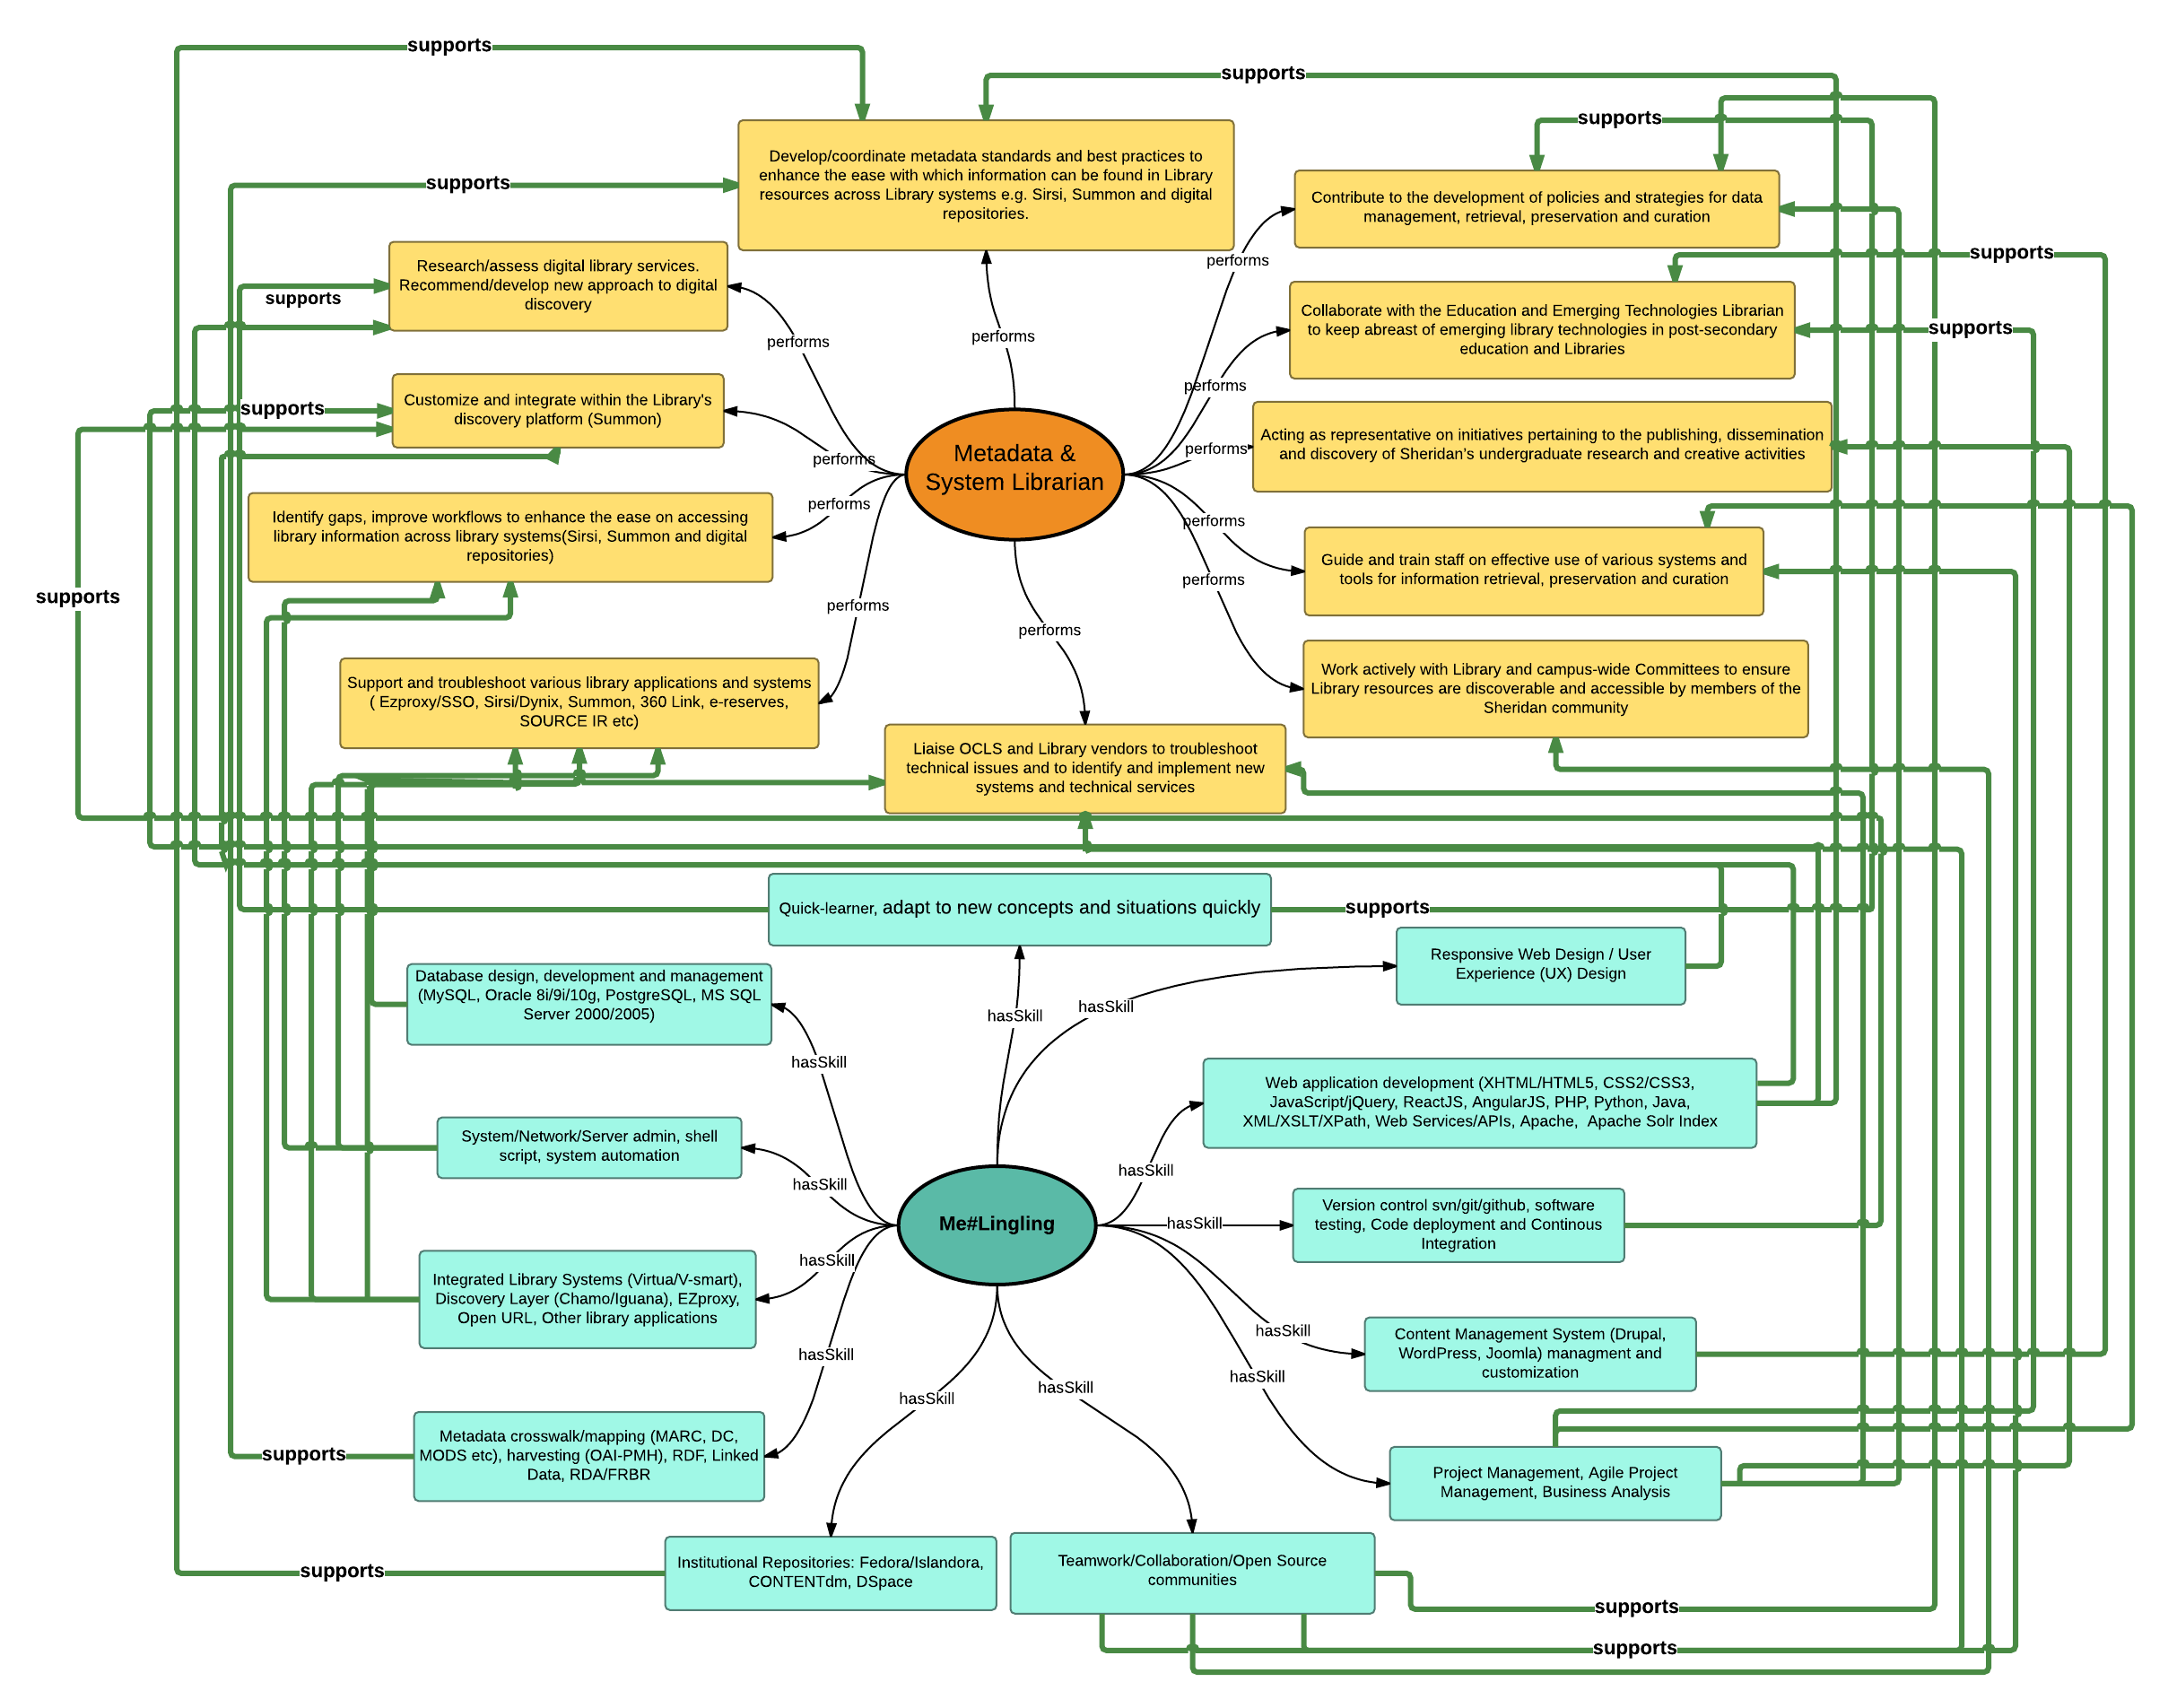 supports
supports
supports
Develop/coordinate metadata standards and best practices to
enhance the ease with which information can be found in Library
resources across Library systems e.g. Sirsi, Summon and digital
repositories.
supports
Contribute to the development of policies and strategies for data
management, retrieval, preservation and curation
performs
supports
Research/assess digital library services.
Recommend/develop new approach to digital
discovery
supports
performs
performs
Collaborate with the Education and Emerging Technologies Librarian
to keep abreast of emerging library technologies in post-secondary
education and Libraries
supports
performs
Customize and integrate within the Library's
discovery platform (Summon)
supports
performs
Metadata &
System Librarian
performs
Acting as representative on initiatives pertaining to the publishing, dissemination
and discovery of Sheridan's undergraduate research and creative activities
Identify gaps, improve workflows to enhance the ease on accessing
library information across library systems(Sirsi, Summon and digital
repositories)
performs
performs
Guide and train staff on effective use of various systems and
tools for information retrieval, preservation and curation
supports
performs
performs
performs
Support and troubleshoot various library applications and systems
( Ezproxy/SSO, Sirsi/Dynix, Summon, 360 Link, e-reserves,
SOURCE IR etc)
Work actively with Library and campus-wide Committees to ensure
Library resources are discoverable and accessible by members of the
Sheridan community
Liaise OCLS and Library vendors to troubleshoot
technical issues and to identify and implement new
systems and technical services
Quick-learner, adapt to new concepts and situations quickly
supports
Responsive Web Design / User
Experience (UX) Design
Database design, development and management
(MySQL, Oracle 8i/9i/10g, PostgreSQL, MS SQL
Server 2000/2005)
hasSkill
hasSkill
hasSkill
Web application development (XHTML/HTML5, CSS2/CSS3,
JavaScript/jQuery, ReactJS, AngularJS, PHP, Python, Java,
XML/XSLT/XPath, Web Services/APIs, Apache,  Apache Solr Index
System/Network/Server admin, shell
script, system automation
hasSkill
hasSkill
Me#Lingling
hasSkill
Version control svn/git/github, software
testing, Code deployment and Continous
Integration
hasSkill
Integrated Library Systems (Virtua/V-smart),
Discovery Layer (Chamo/Iguana), EZproxy,
Open URL, Other library applications
hasSkill
hasSkill
Content Management System (Drupal,
WordPress, Joomla) managment and
customization
hasSkill
hasSkill
hasSkill
Metadata crosswalk/mapping (MARC, DC,
MODS etc), harvesting (OAI-PMH), RDF, Linked
Data, RDA/FRBR
supports
Project Management, Agile Project
Management, Business Analysis
supports
Institutional Repositories: Fedora/Islandora,
CONTENTdm, DSpace
Teamwork/Collaboration/Open Source
communities
supports
supports